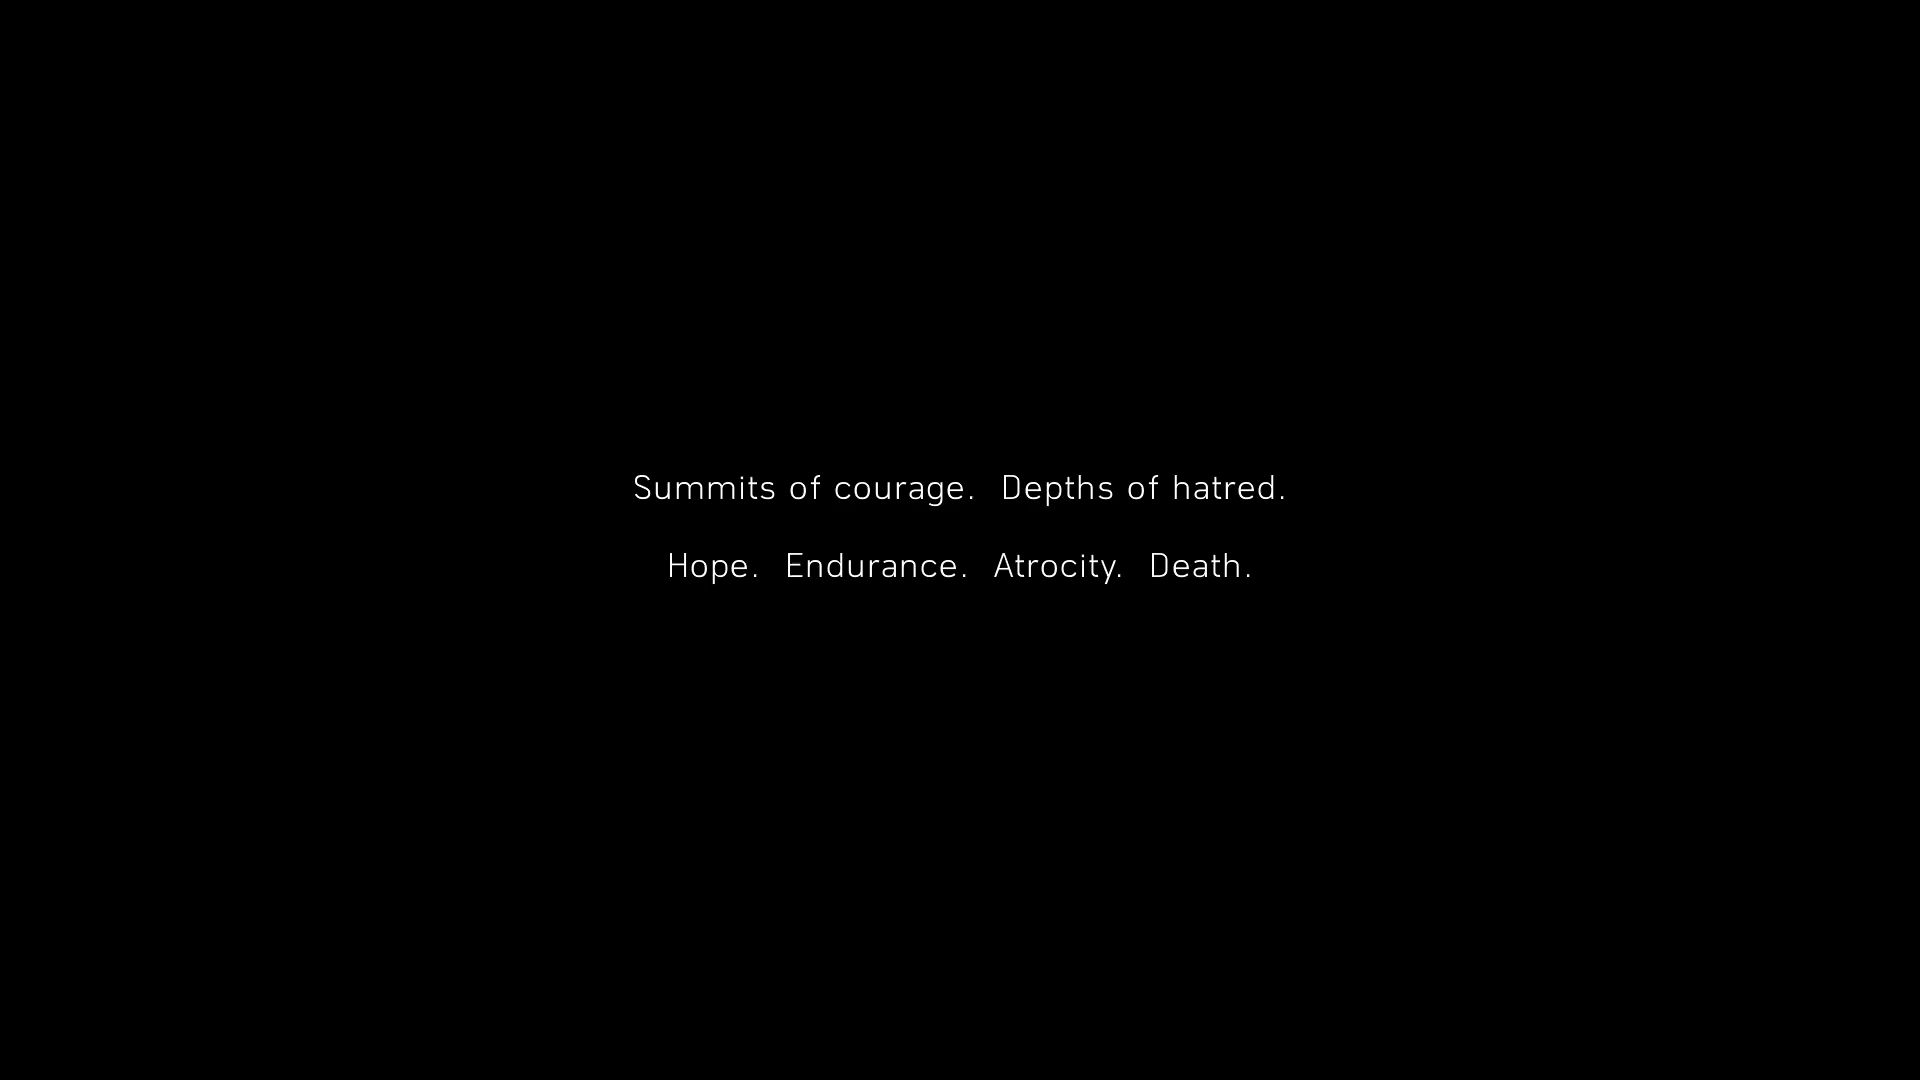 Summits of courage.  Depths of hatred.
Hope.  Endurance.  Atrocity.  Death.